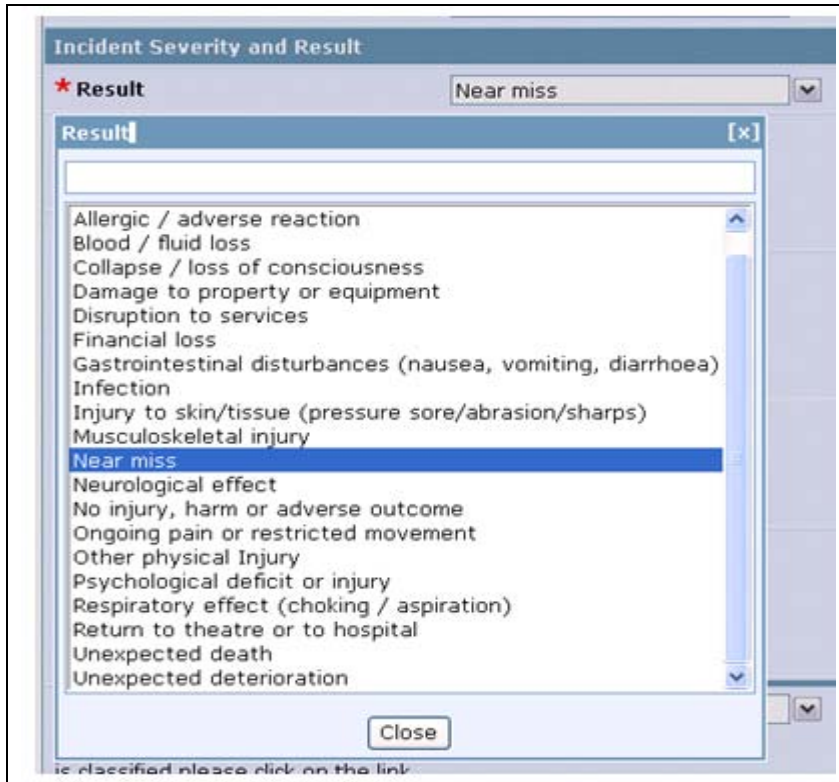 Incident Severity and Result
* Result Near miss
Result [x]
Allergic / adverse reaction
Blood / fluid loss
Collapse / loss of consciousness
Damage to property or equipment
Disruption to services
Financial loss
Gastrointestinal disturbances (nausea, vomiting, diarrhoea)
Infection
Injury to skin/tissue (pressure sore/abrasion/sharps)
Musculoskeletal injury
Near miss
Neurological effect
No injury, harm or adverse outcome
Ongoing pain or restricted movement
Other physical Injury
Psychological deficit or injury
Respiratory effect (choking / aspiration)
Return to theatre or to hospital
Unexpected death
Unexpected deterioration
Close
is classified please click on the link